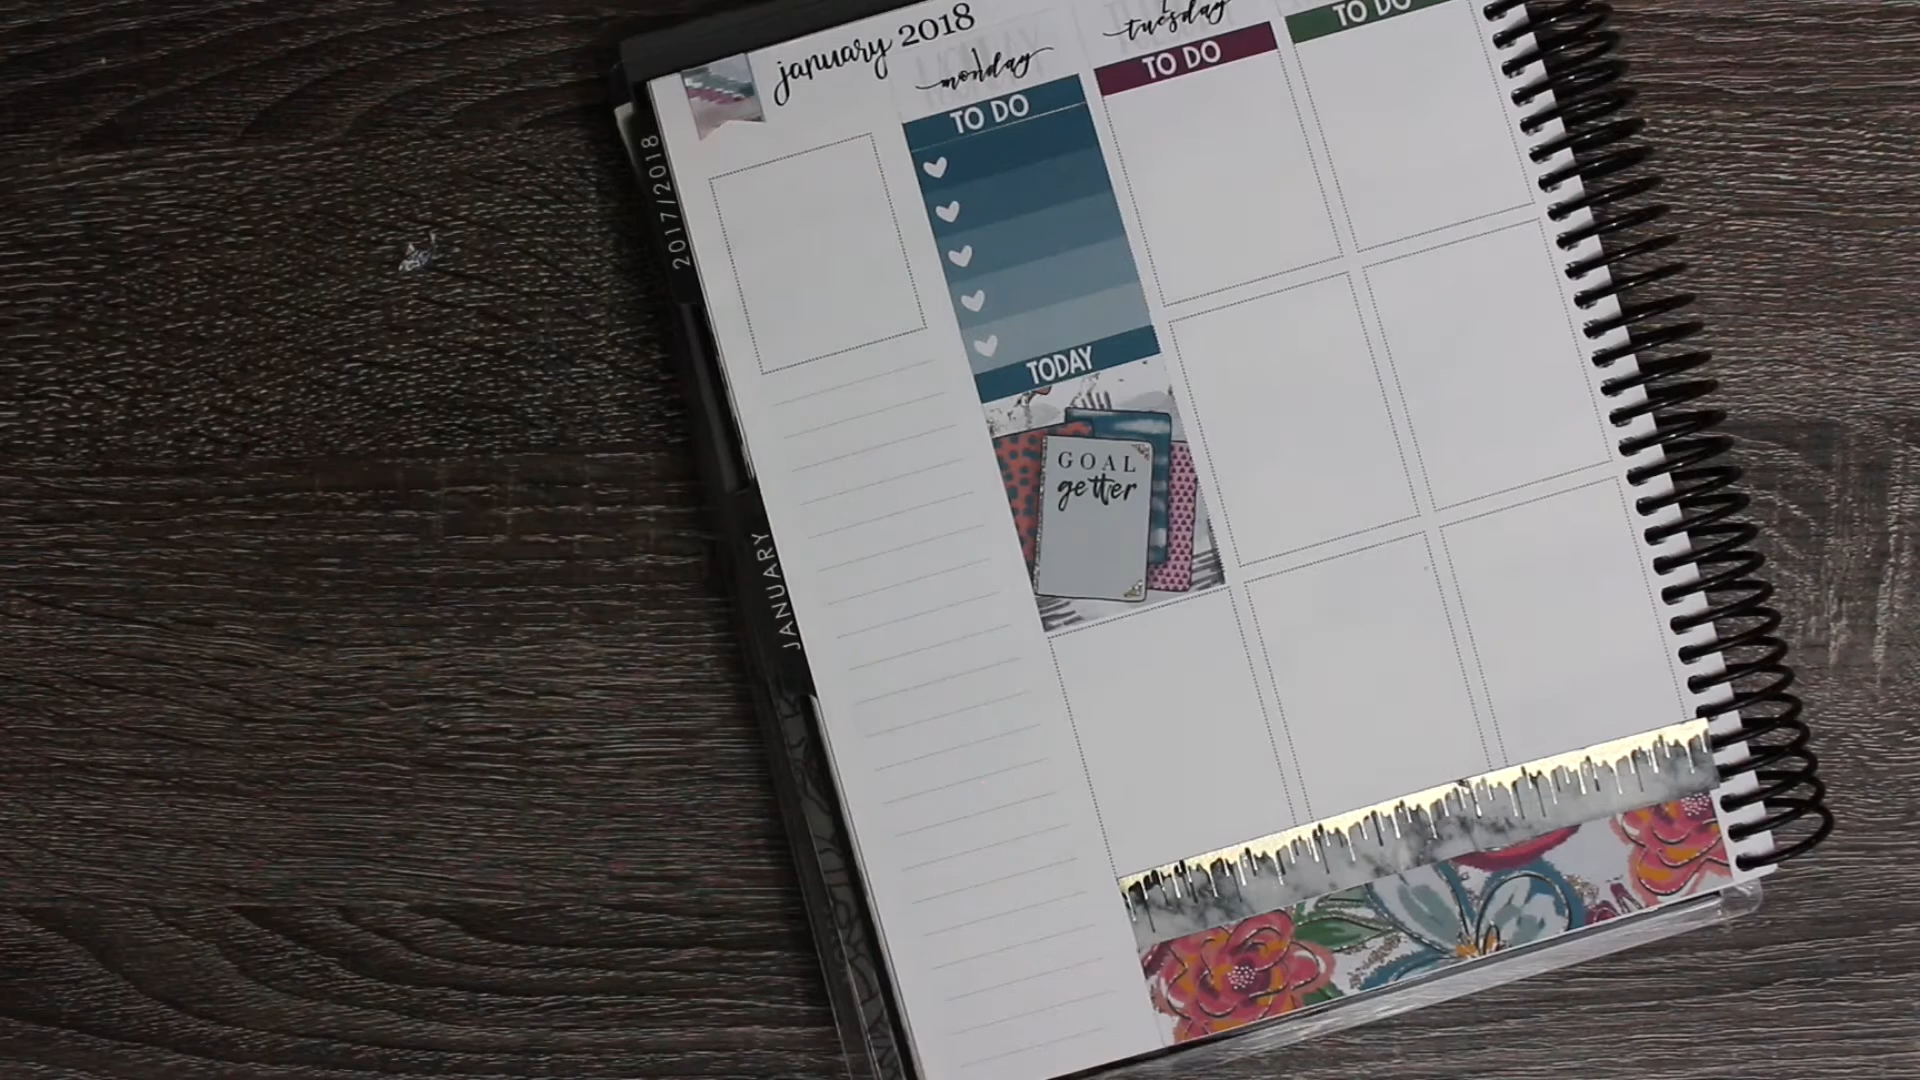 january 2018
monday
tuesday
TO DO
TO DO
TO DO
2017/2018
TODAY
GOAL
getter
JANUARY